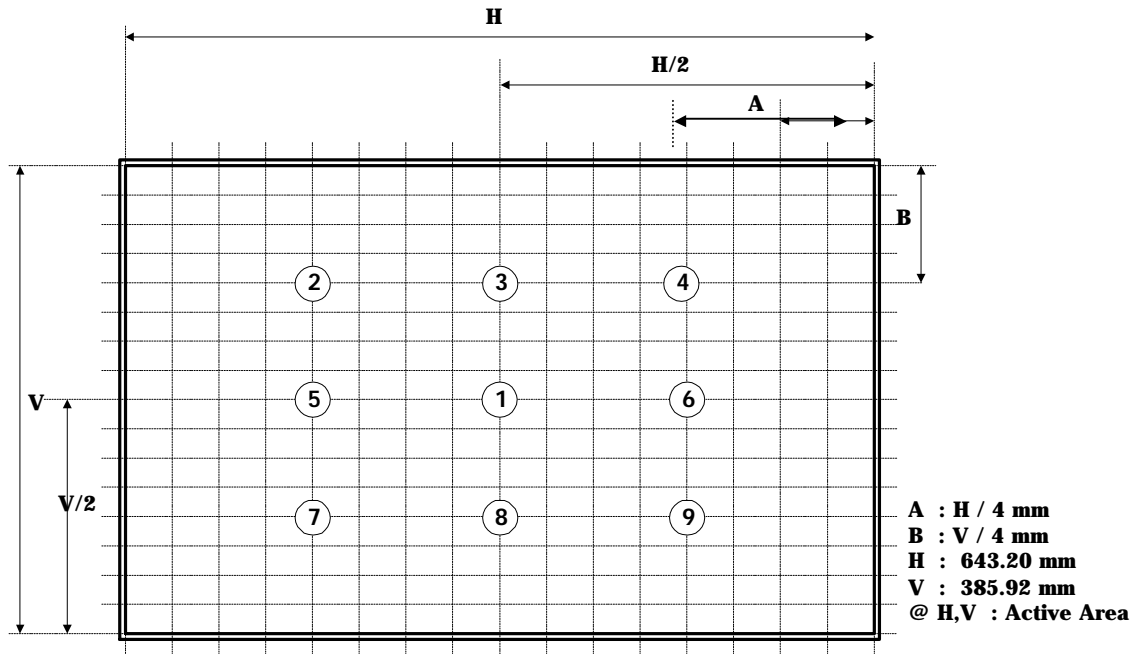 H
H/2
A
B
2 3 4
V
5 1 6
V/2
7 8 9
A : H / 4 mm
B : V / 4 mm
H : 643.20 mm
V : 385.92 mm
@ H,V : Active Area